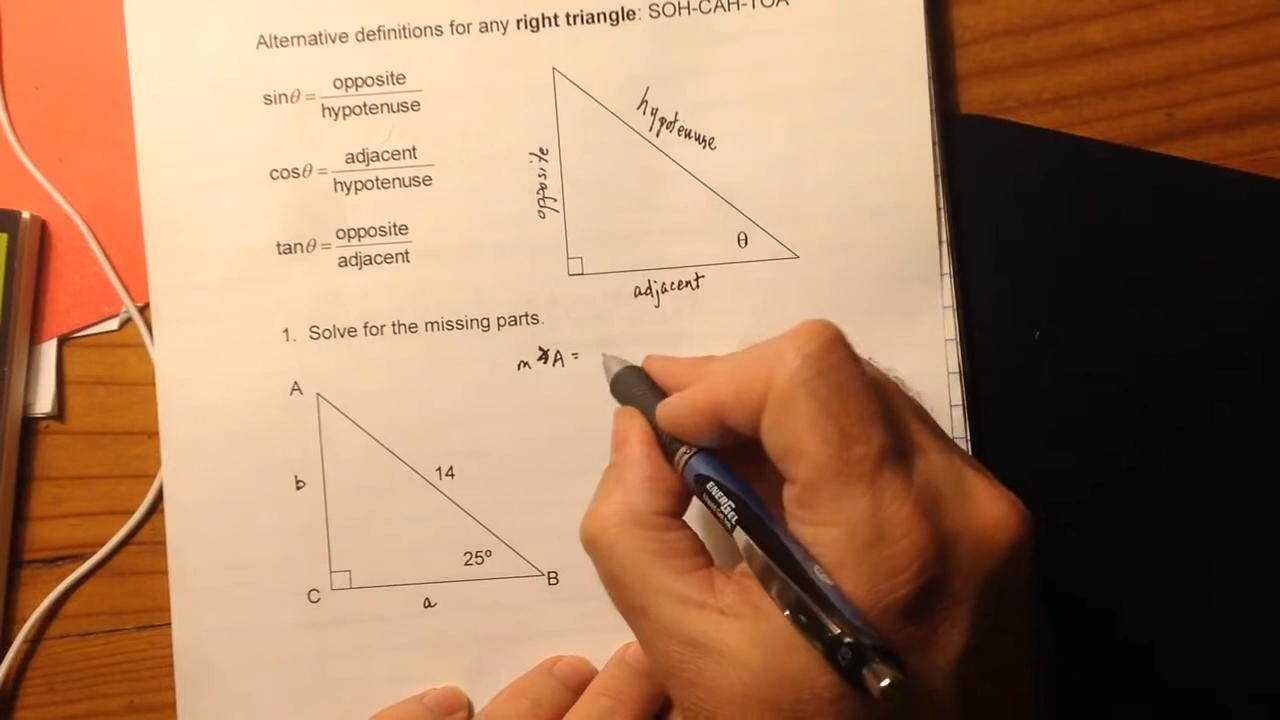 Alternative definitions for any right triangle: SOH-CAH-TOA
sinθ = opposite
hypotenuse
cosθ = adjacent
hypotenuse
tanθ = opposite
adjacent
hypotenuse
opposite
θ
adjacent
1. Solve for the missing parts.
m∡A =
A
b
14
25º
C
B
a
ENERGEL